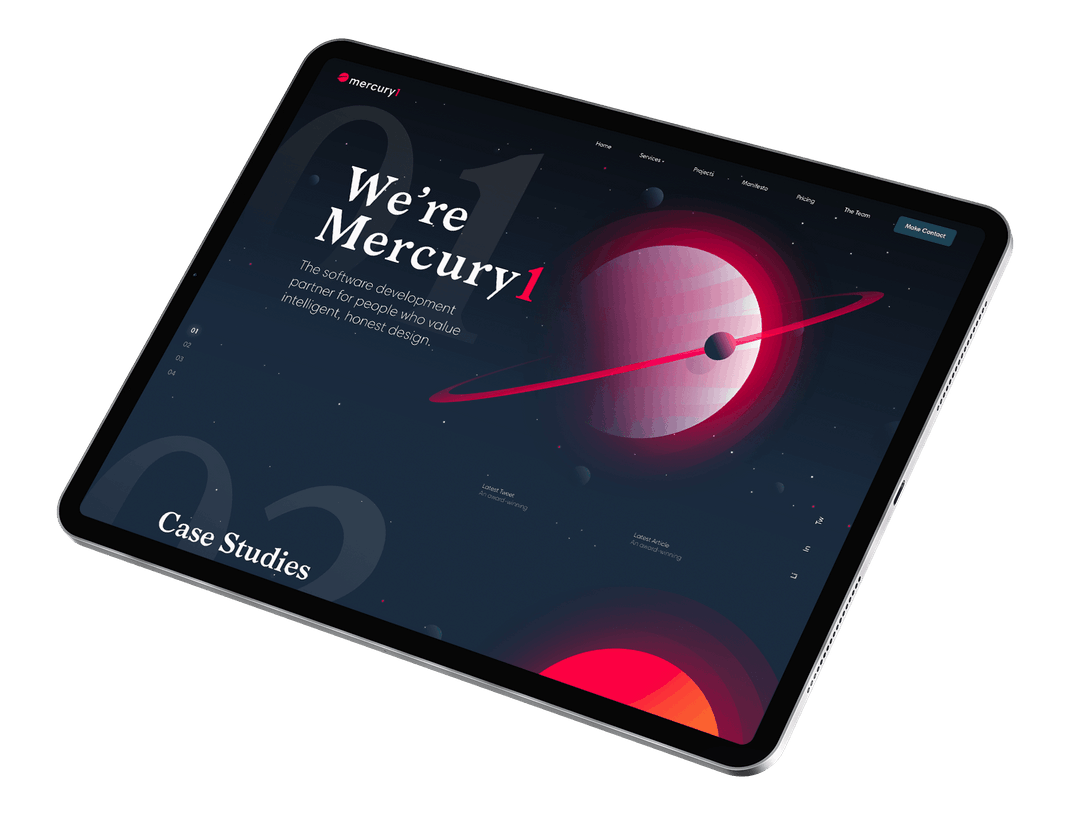 mercury1
Home
Services
Projects
Manifesto
Pricing
The Team
Make Contact
01
We're
Mercury1
The software development
partner for people who value
intelligent, honest design.
01
02
03
04
Latest Tweet
An award-winning
Latest Article
An award-winning
Tw
In
02
Case Studies